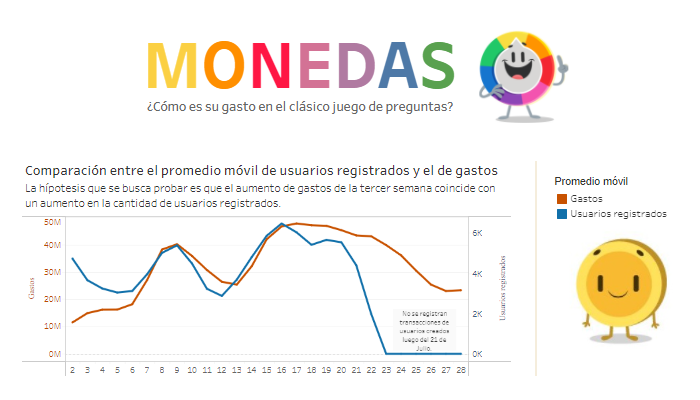 MONEDAS
¿Cómo es su gasto en el clásico juego de preguntas?
Comparación entre el promedio móvil de usuarios registrados y el de gastos
La hípotesis que se busca probar es que el aumento de gastos de la tercer semana coincide con
un aumento en la cantidad de usuarios registrados.
Promedio móvil
Gastos
Usuarios registrados
50M
40M
30M
20M
10M
0M
Gastos
6K
4K
2K
0K
Usuarios registrados
No se registran
transacciones de
usuarios creados
luego del 21 de
Julio.
2 3 4 5 6 7 8 9 10 11 12 13 14 15 16 17 18 19 20 21 22 23 24 25 26 27 28